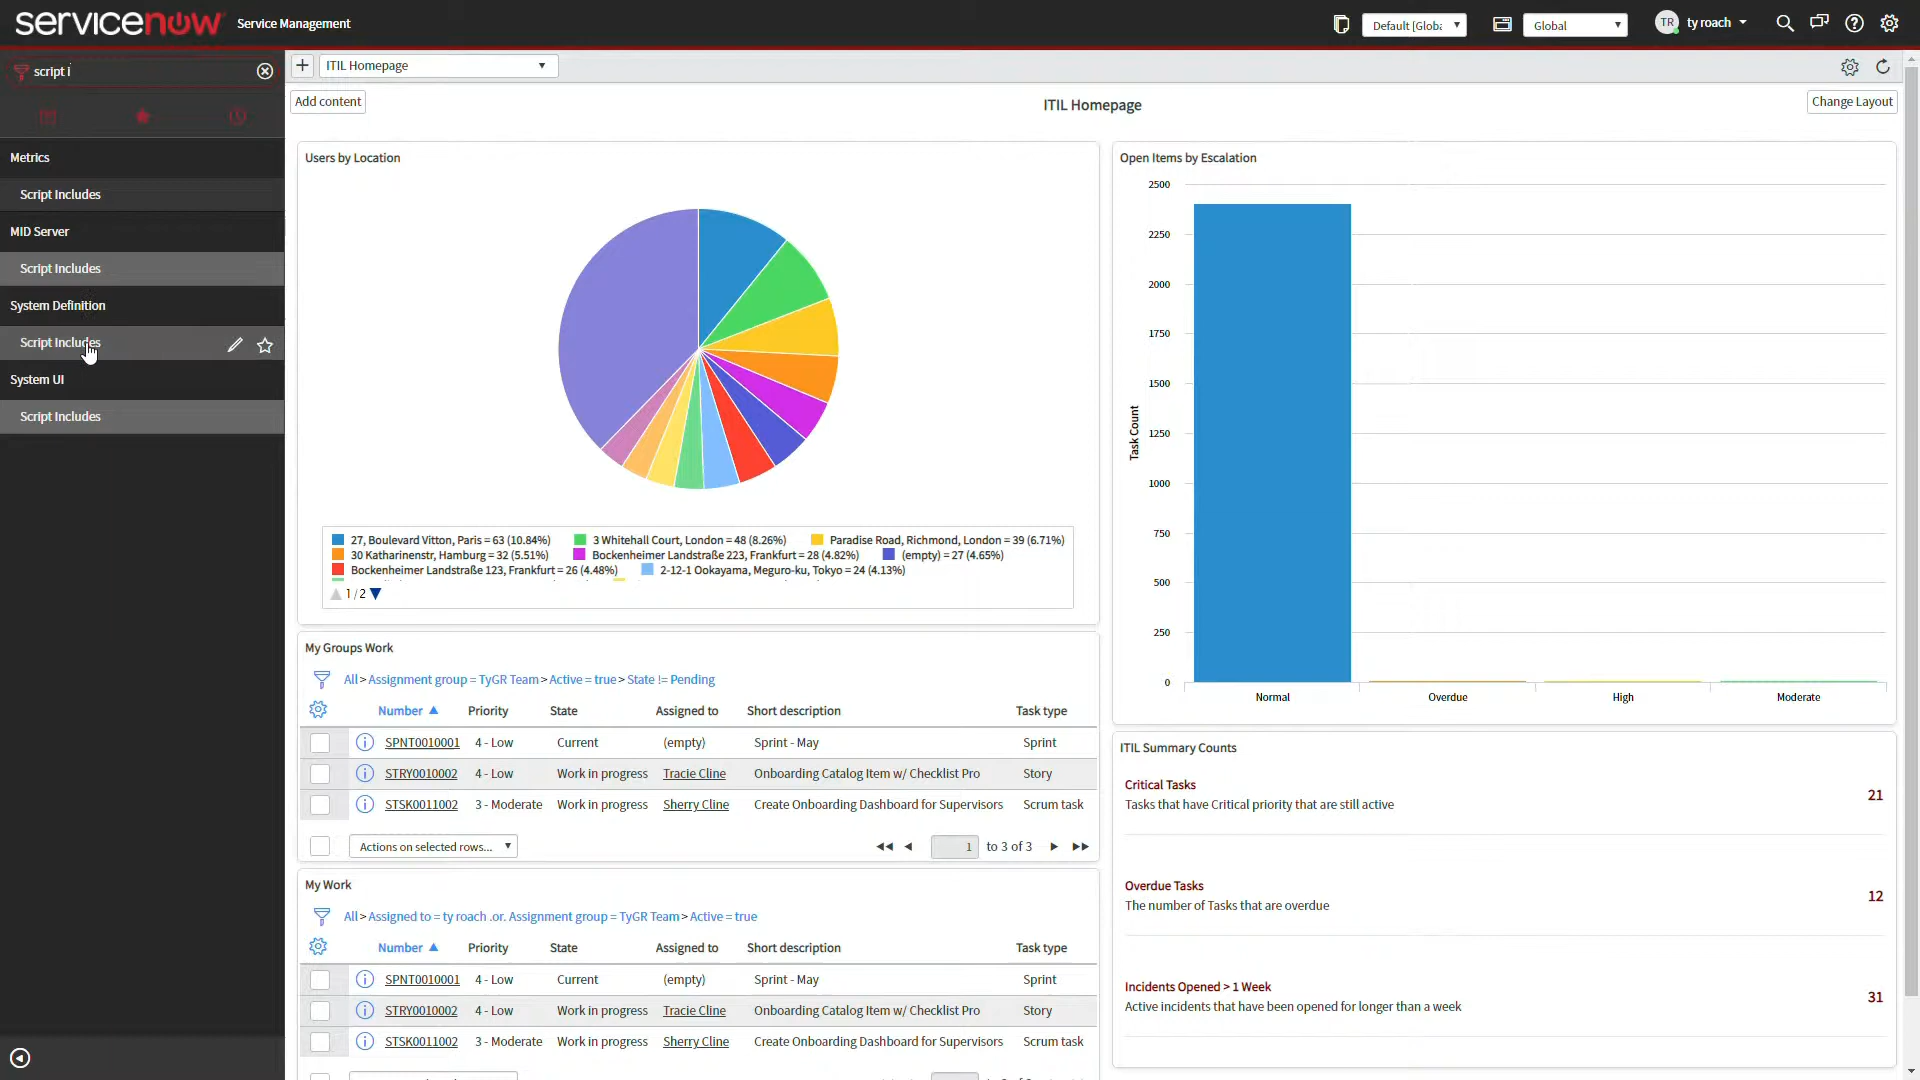 servicenow Service Management
Default [Globa
Global
TR ty roach
script i
ITIL Homepage
Add content
ITIL Homepage
Change Layout
Metrics
Script Includes
MID Server
Script Includes
System Definition
Script Includes
System UI
Script Includes
Users by Location
27, Boulevard Vitton, Paris = 63 (10.84%) 3 Whitehall Court, London = 48 (8.26%) Paradise Road, Richmond, London = 39 (6.71%)
30 Katharinenstr, Hamburg = 32 (5.51%) Bockenheimer Landstraße 223, Frankfurt = 28 (4.82%) (empty) = 27 (4.65%)
Bockenheimer Landstraße 123, Frankfurt = 26 (4.48%) 2-12-1 Ookayama, Meguro-ku, Tokyo = 24 (4.13%)
1 / 2
Open Items by Escalation
2500
2250
2000
1750
1500
1250
1000
750
500
250
0
Task Count
Normal Overdue High Moderate
My Groups Work
All > Assignment group = TyGR Team > Active = true > State != Pending
Number Priority State Assigned to Short description Task type
SPNT0010001 4 - Low Current (empty) Sprint - May Sprint
STRY0010002 4 - Low Work in progress Tracie Cline Onboarding Catalog Item w/ Checklist Pro Story
STSK0011002 3 - Moderate Work in progress Sherry Cline Create Onboarding Dashboard for Supervisors Scrum task
Actions on selected rows... 1 to 3 of 3
My Work
All > Assigned to = ty roach .or. Assignment group = TyGR Team > Active = true
Number Priority State Assigned to Short description Task type
SPNT0010001 4 - Low Current (empty) Sprint - May Sprint
STRY0010002 4 - Low Work in progress Tracie Cline Onboarding Catalog Item w/ Checklist Pro Story
STSK0011002 3 - Moderate Work in progress Sherry Cline Create Onboarding Dashboard for Supervisors Scrum task
ITIL Summary Counts
Critical Tasks
Tasks that have Critical priority that are still active
21
Overdue Tasks
The number of Tasks that are overdue
12
Incidents Opened > 1 Week
Active incidents that have been opened for longer than a week
31